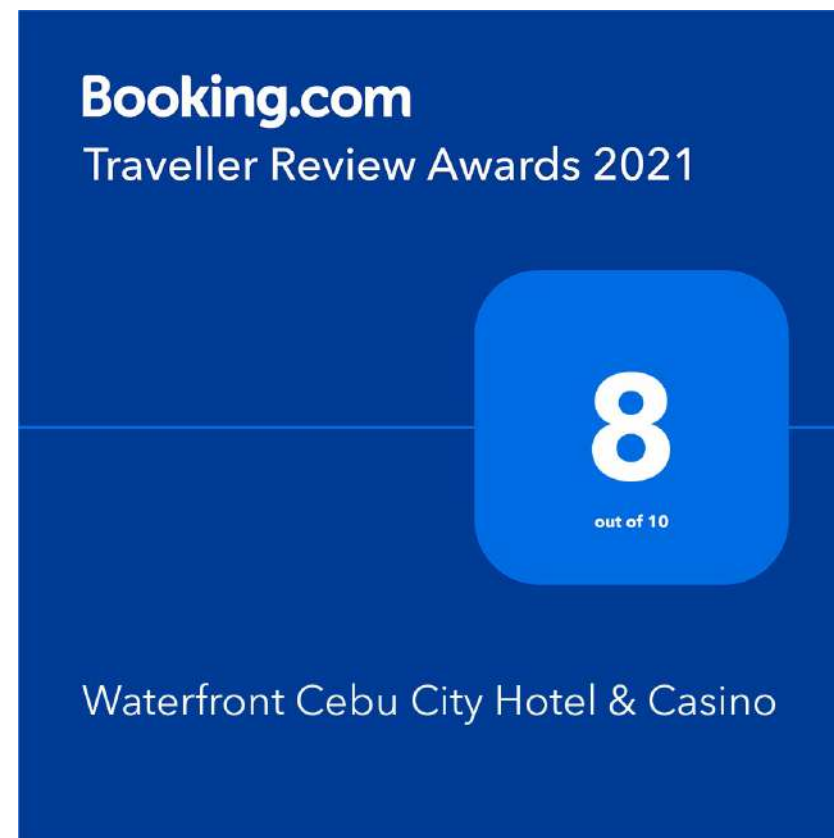 Booking.com
Traveller Review Awards 2021
8
out of 10
Waterfront Cebu City Hotel & Casino